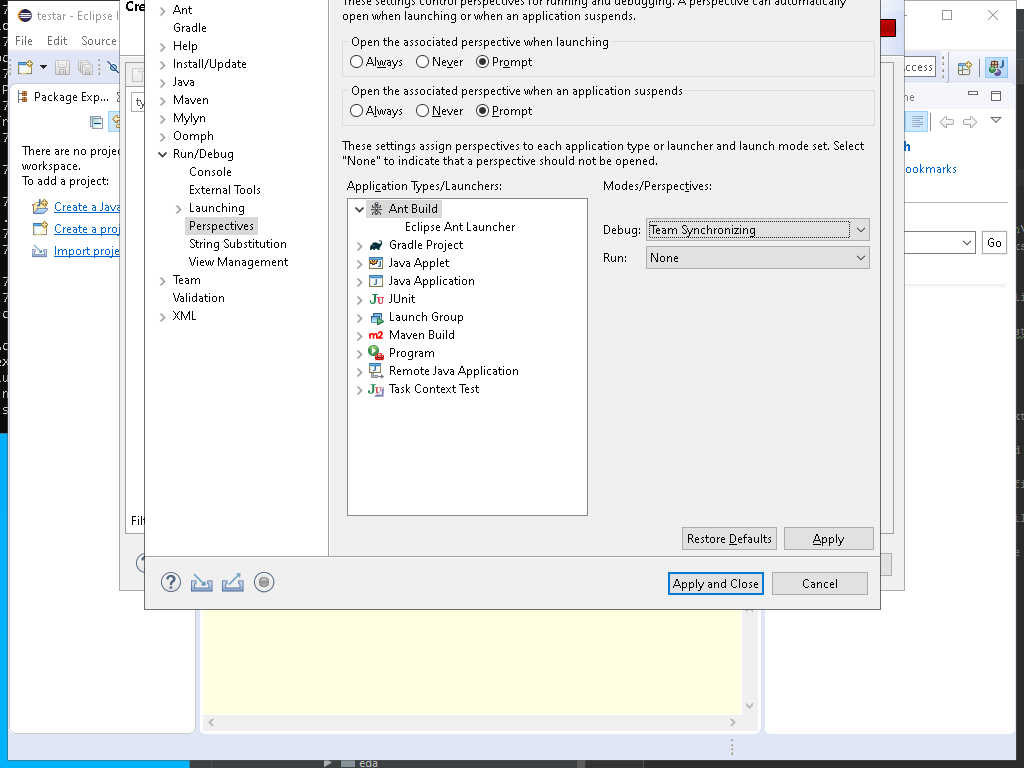 testar - Eclipse
File Edit Source
Package Exp...
There are no proje
workspace.
To add a project:
Create a Java
Create a proj
Import proje
Cre
ty
Filt
Ant
Gradle
Help
Install/Update
Java
Maven
Mylyn
Oomph
Run/Debug
Console
External Tools
Launching
Perspectives
String Substitution
View Management
Team
Validation
XML
These settings control perspectives for running and debugging. A perspective can automatically
open when launching or when an application suspends.
Open the associated perspective when launching
Always Never Prompt
Open the associated perspective when an application suspends
Always Never Prompt
These settings assign perspectives to each application type or launcher and launch mode set. Select
"None" to indicate that a perspective should not be opened.
Application Types/Launchers:
Ant Build
Eclipse Ant Launcher
Gradle Project
Java Applet
Java Application
JUnit
Launch Group
m2 Maven Build
Program
Remote Java Application
Task Context Test
Modes/Perspectives:
Debug: Team Synchronizing
Run: None
Restore Defaults Apply
Apply and Close Cancel
ccess
ne
h
ookmarks
Go
eda